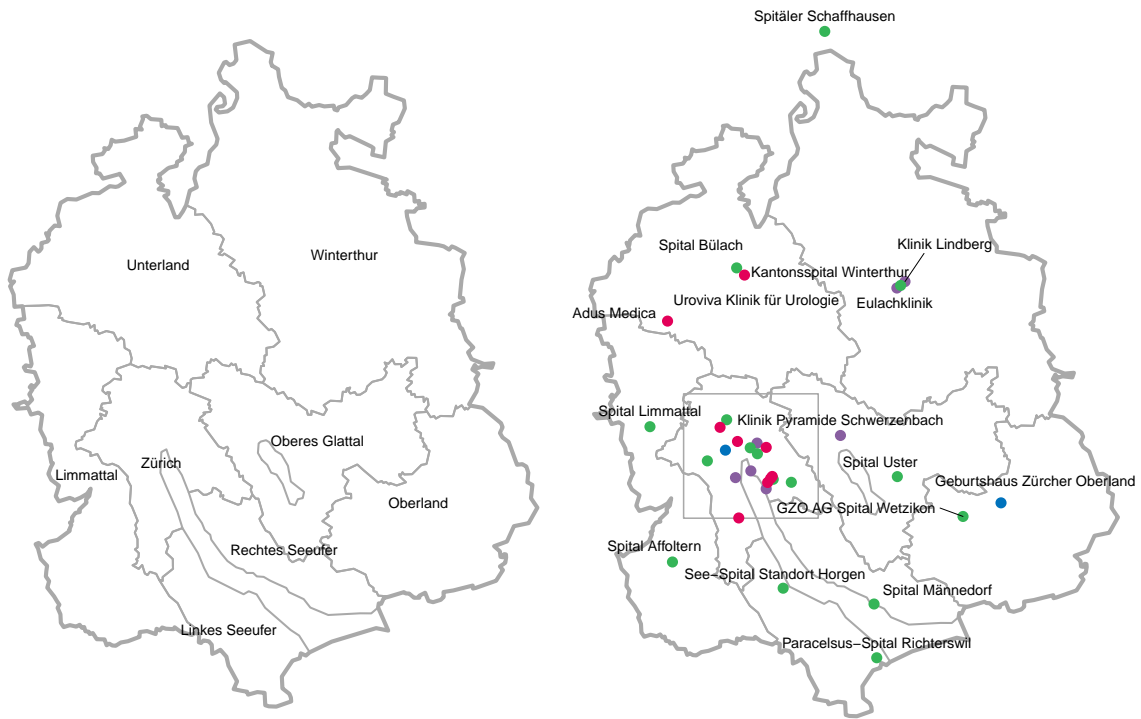 Winterthur
Unterland
Oberes Glattal
Zürich
Limmattal
Oberland
Rechtes Seeufer
Linkes Seeufer
Spitäler Schaffhausen
Spital Bülach
Klinik Lindberg
Kantonsspital Winterthur
Uroviva Klinik für Urologie
Eulachklinik
Adus Medica
Spital Limmattal
Klinik Pyramide Schwerzenbach
Spital Uster
Geburtshaus Zürcher Oberland
GZO AG Spital Wetzikon
Spital Affoltern
See−Spital Standort Horgen
Spital Männedorf
Paracelsus−Spital Richterswil